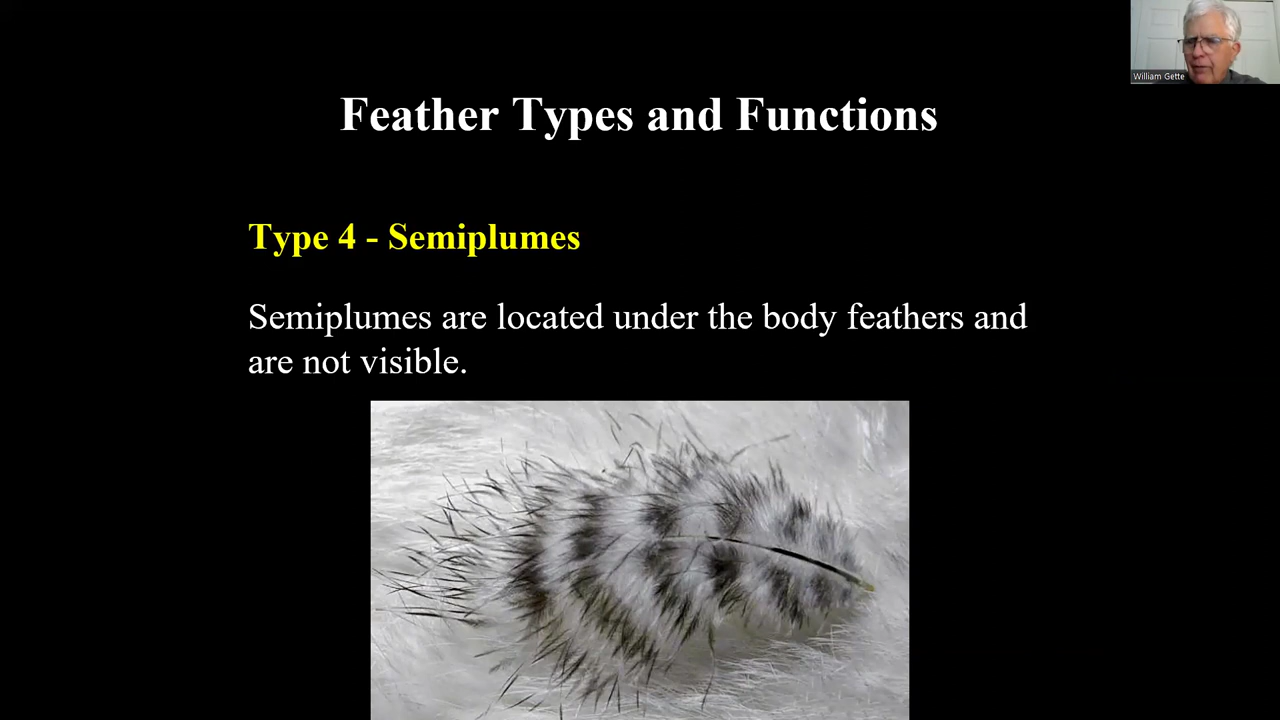 William Gette
Feather Types and Functions
Type 4 - Semiplumes
Semiplumes are located under the body feathers and
are not visible.